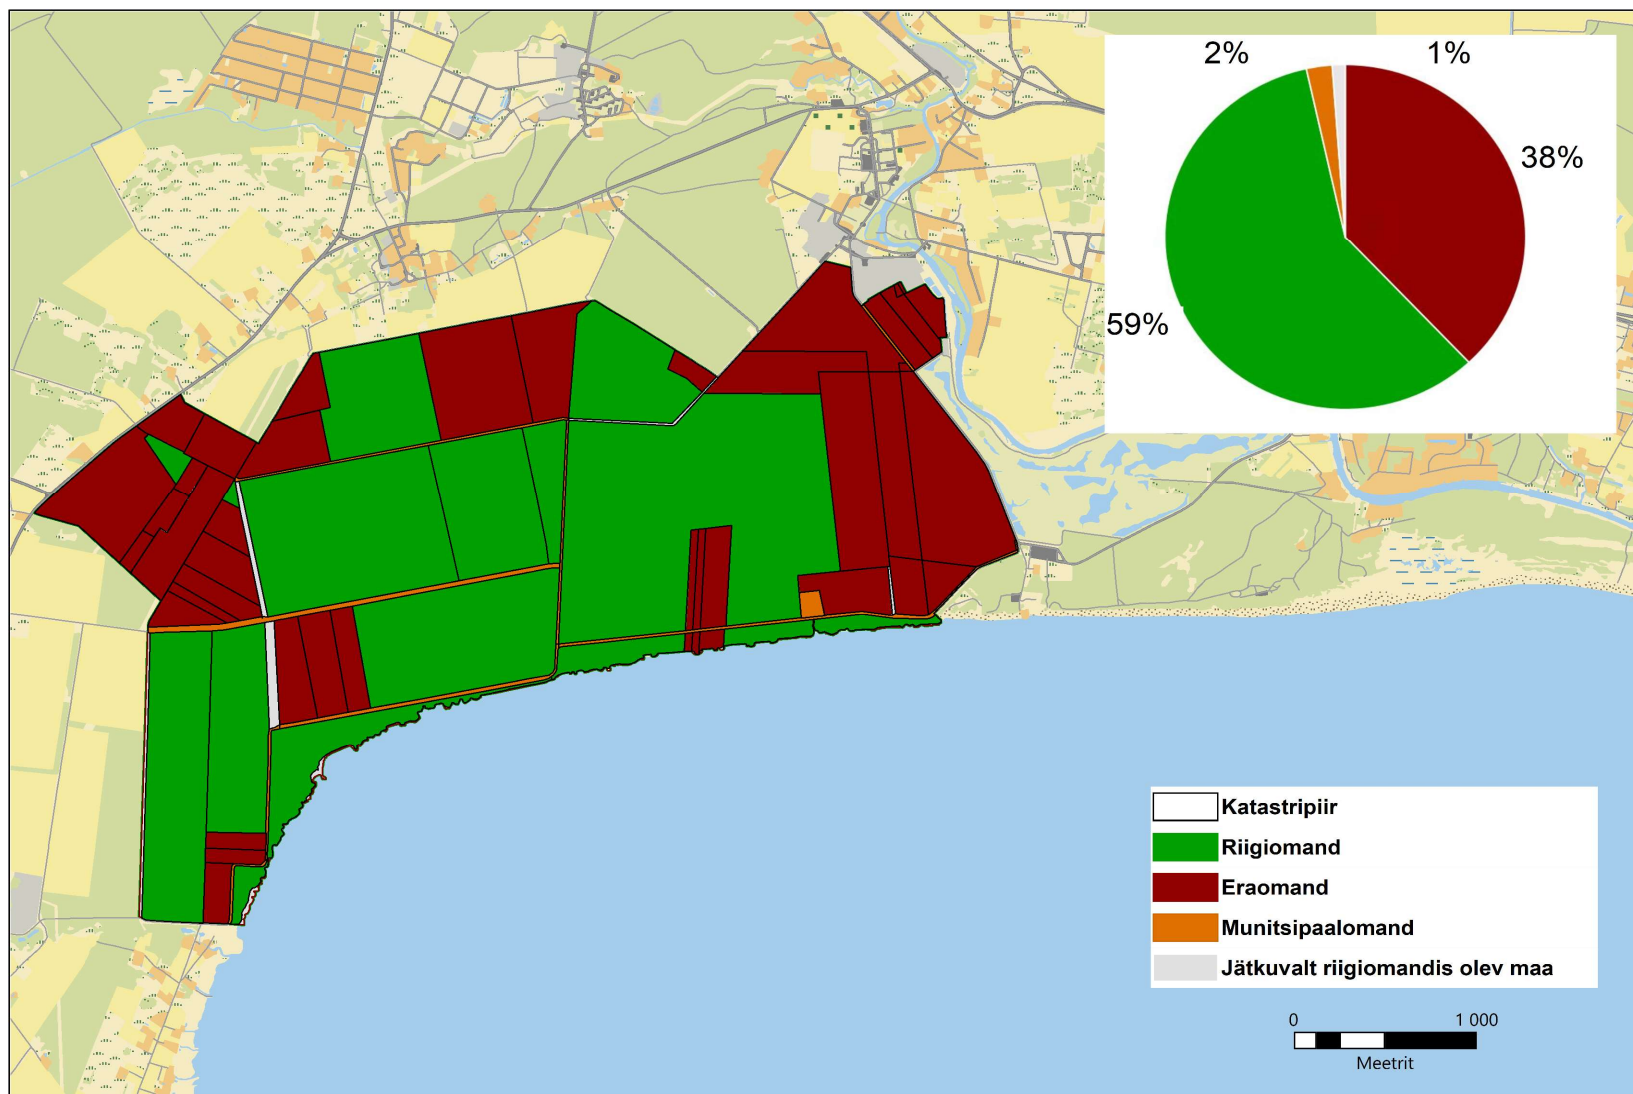 2%
1%
38%
59%
Katastripiir
Riigiomand
Eraomand
Munitsipaalomand
Jätkuvalt riigiomandis olev maa
0 1 000
Meetrit